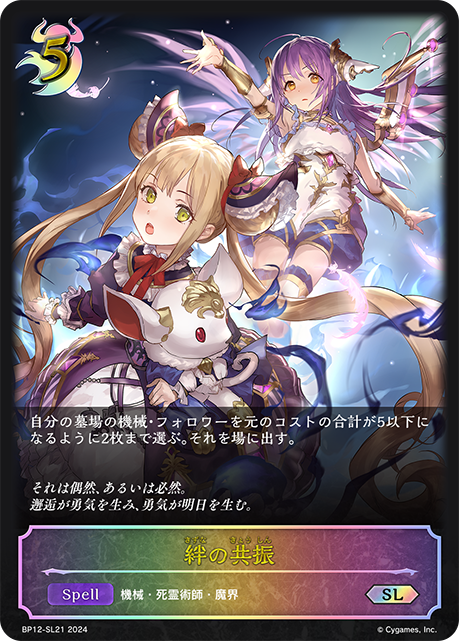 5
自分の墓場の機械・フォロワーを元のコストの合計が5以下に
なるように2枚まで選ぶ。それを場に出す。
それは偶然、あるいは必然。
邂逅が勇気を生み、勇気が明日を生む。
きずな きょうしん
絆の共振
Spell 機械・死霊術師・魔界 SL
BP12-SL21 2024 © Cygames, Inc.